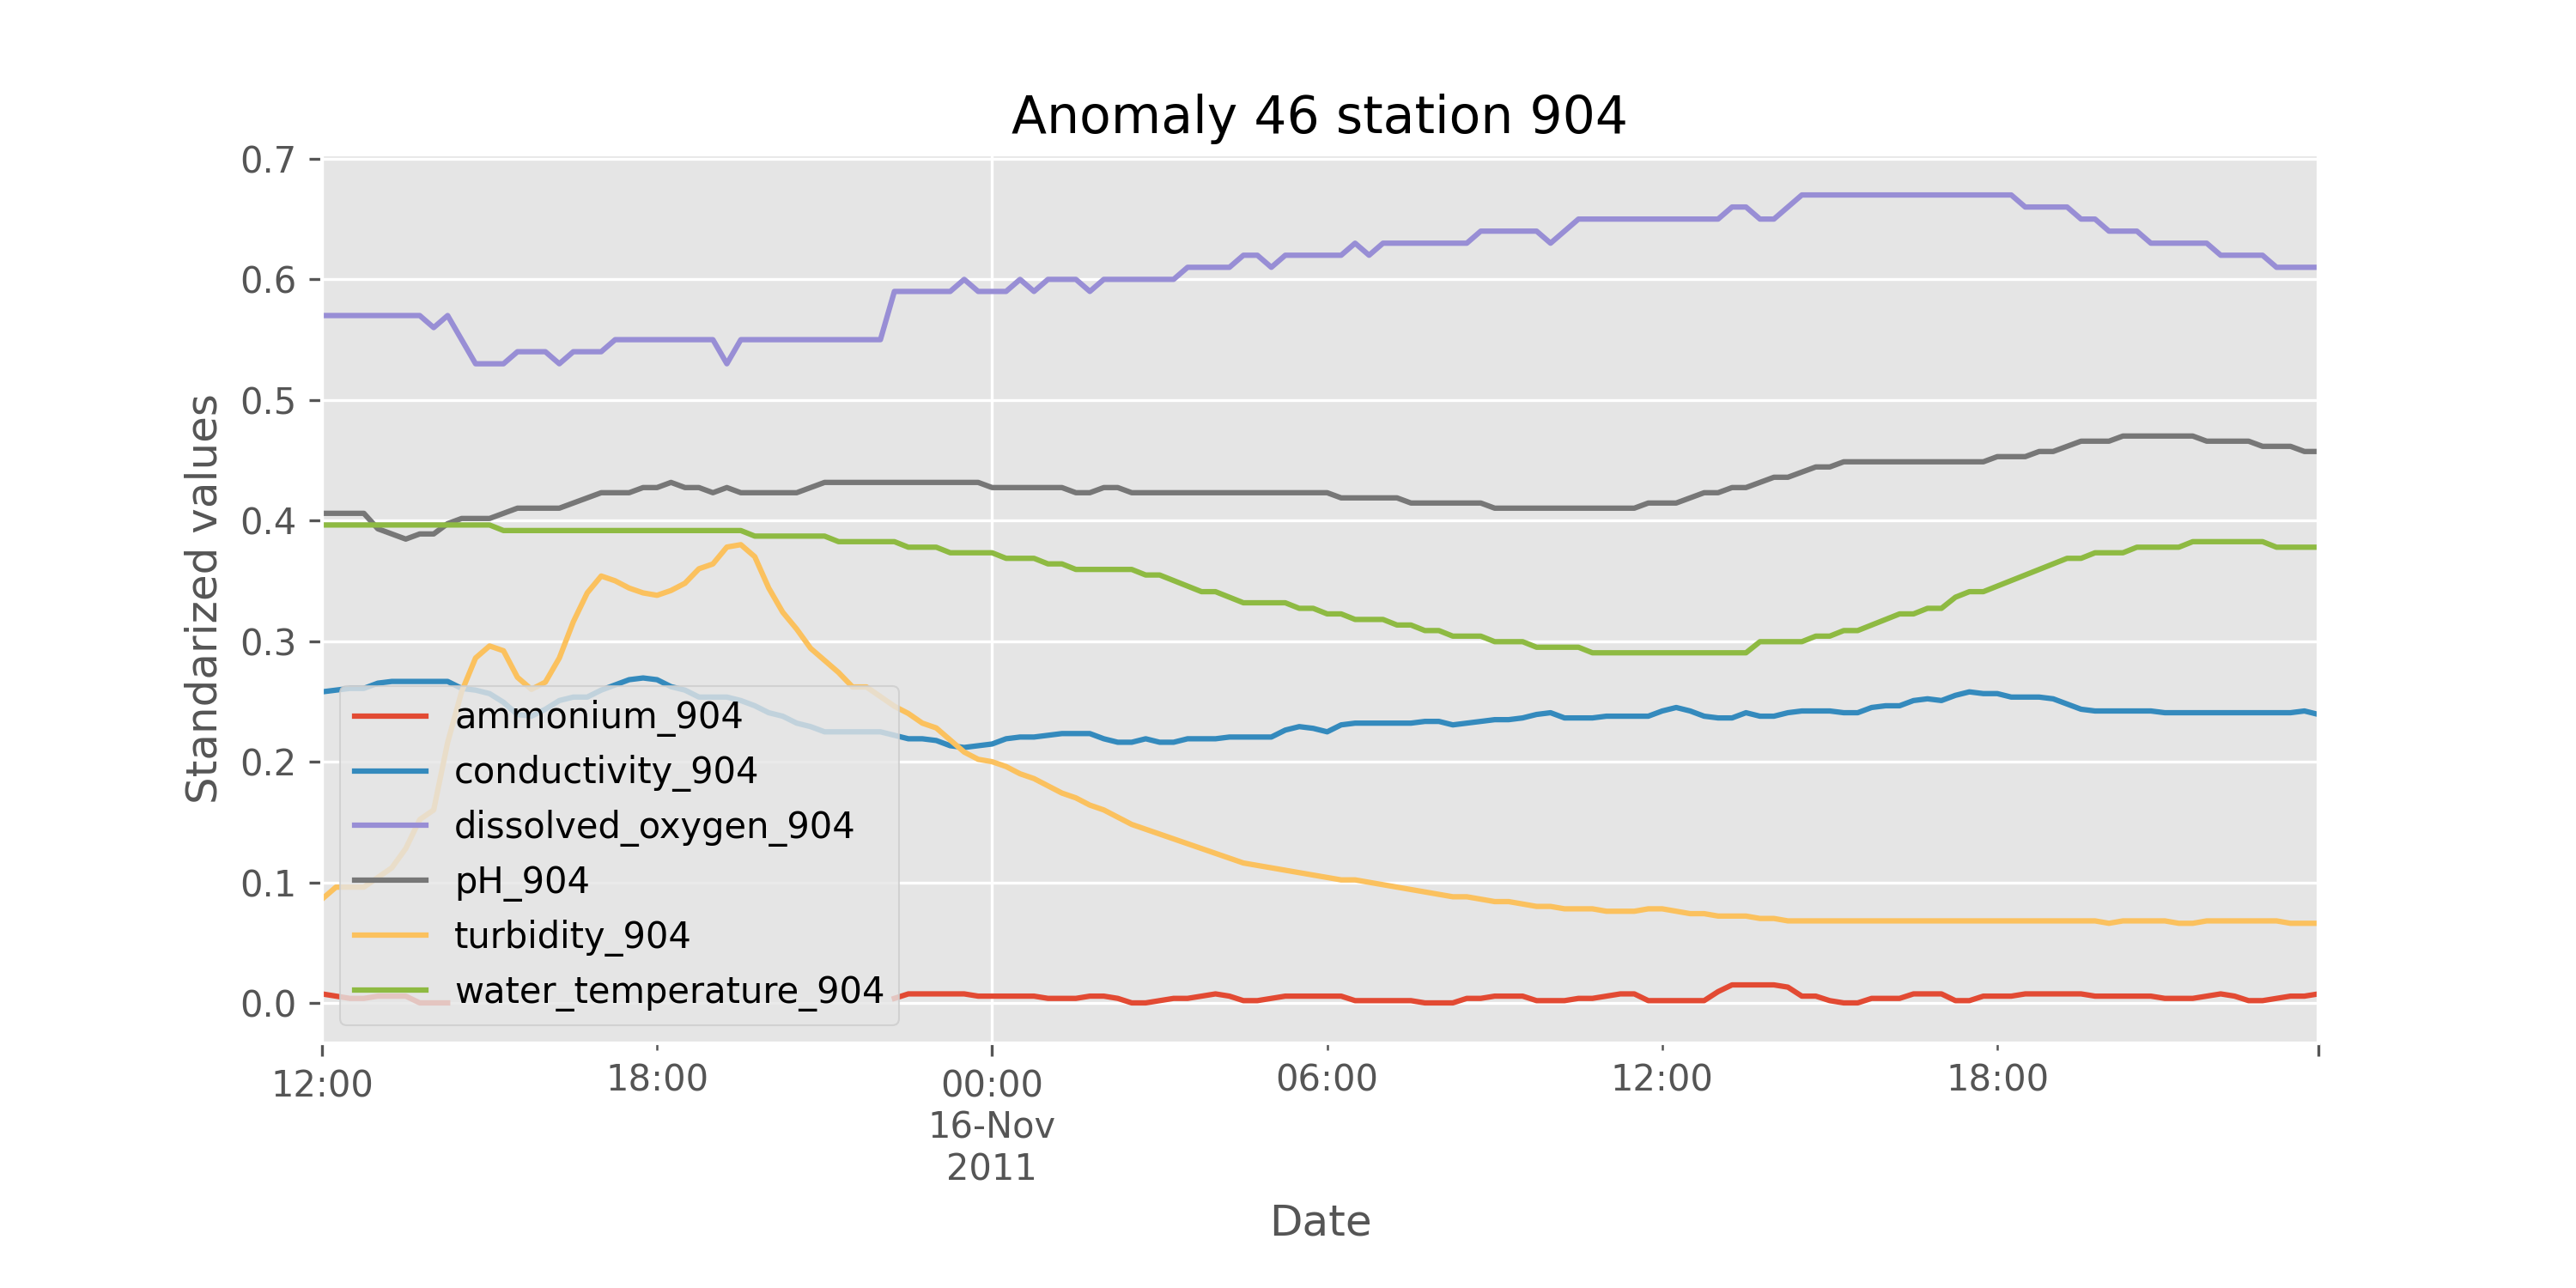 Anomaly 46 station 904
0.7
0.6
0.5
0.4
0.3
0.2
0.1
0.0
Standarized values
ammonium_904
conductivity_904
dissolved_oxygen_904
pH_904
turbidity_904
water_temperature_904
12:00 18:00 00:00 06:00 12:00 18:00
16-Nov
2011
Date